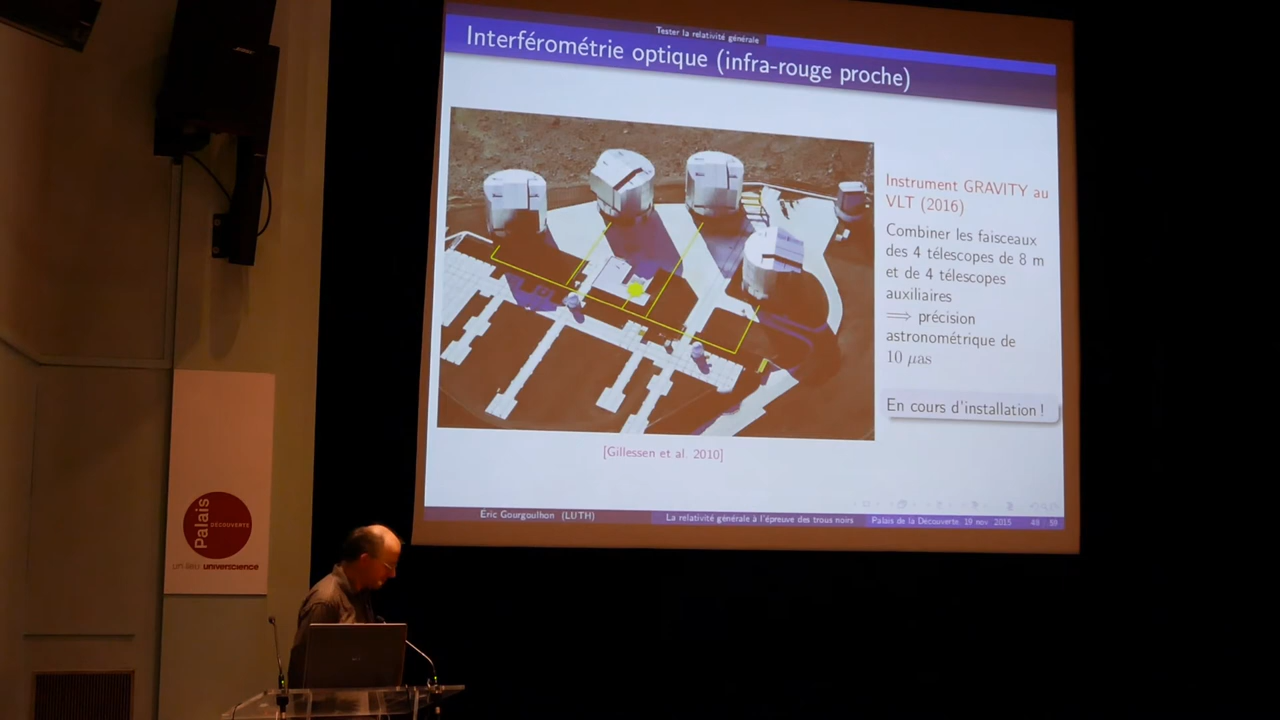 Tester la relativité générale
Interférométrie optique (infra-rouge proche)
Instrument GRAVITY au
VLT (2016)
Combiner les faisceaux
des 4 télescopes de 8 m
et de 4 télescopes
auxiliaires
⟹ précision
astronométrique de
10 μas
En cours d'installation !
[Gillessen et al. 2010]
Éric Gourgoulhon (LUTH)
La relativité générale à l'épreuve des trous noirs
Palais de la Découverte, 19 nov. 2015
48 / 59
Palais
DÉCOUVERTE
un lieu universcience